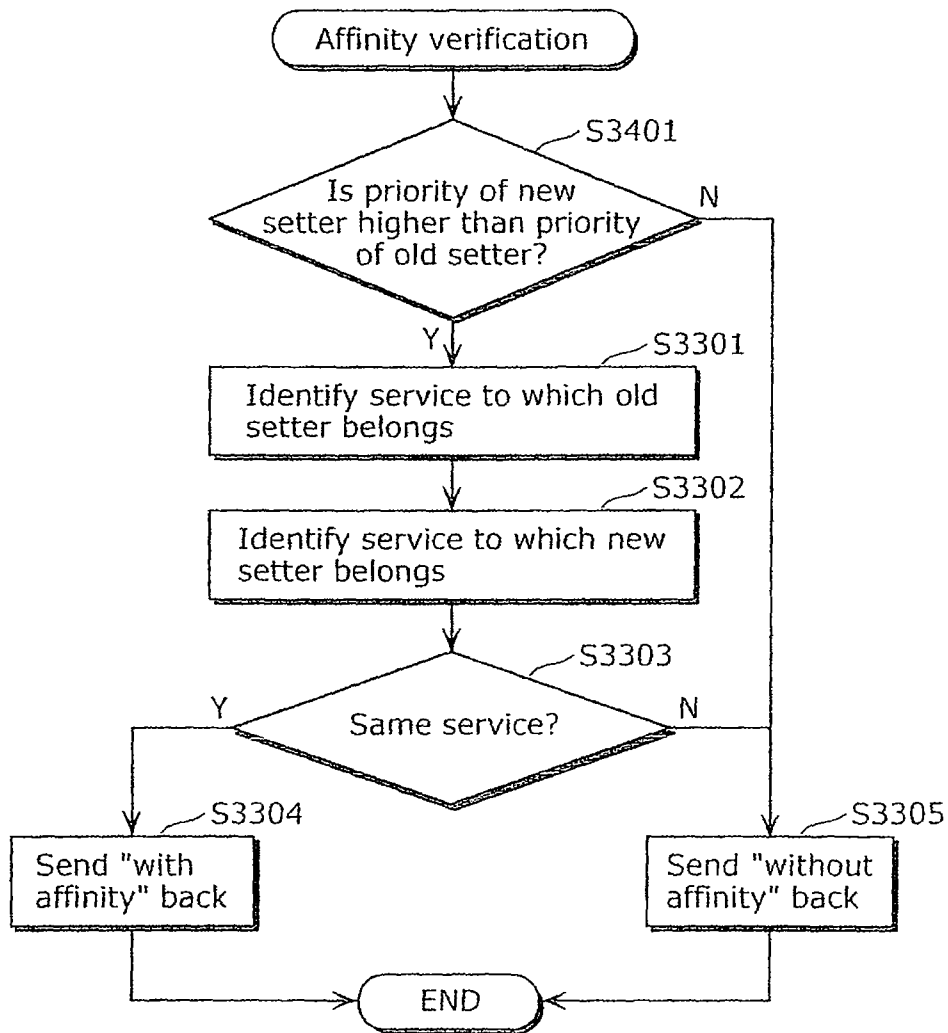 Affinity verification
S3401
Is priority of new
setter higher than priority
of old setter?
N
Y
S3301
Identify service to which old
setter belongs
S3302
Identify service to which new
setter belongs
S3303
Y
Same service?
N
S3304
Send "with
affinity" back
S3305
Send "without
affinity" back
END